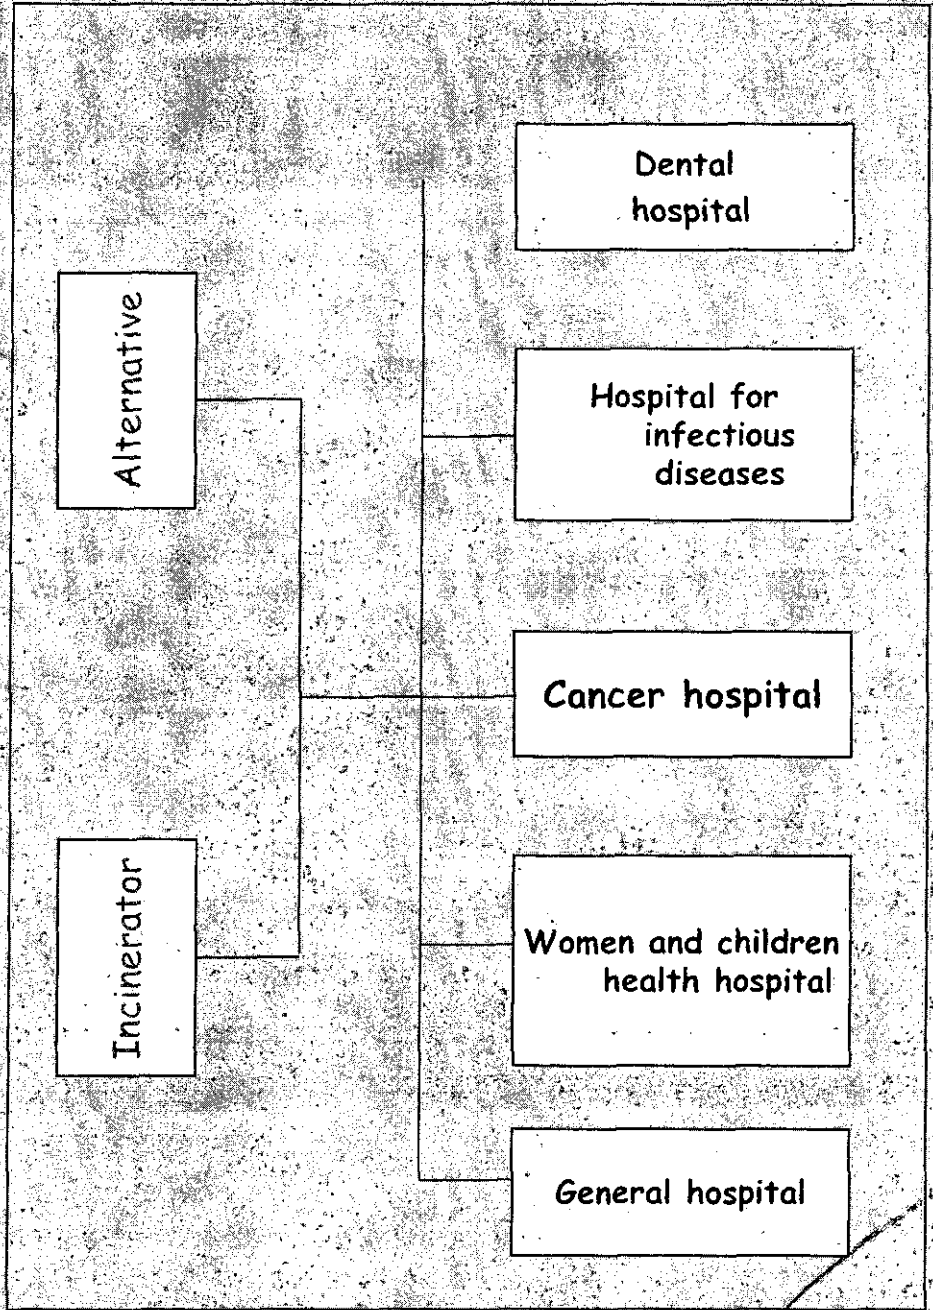 Dental
hospital
Alternative
Hospital for
infectious
diseases
Cancer hospital
Incinerator
Women and children
health hospital
General hospital